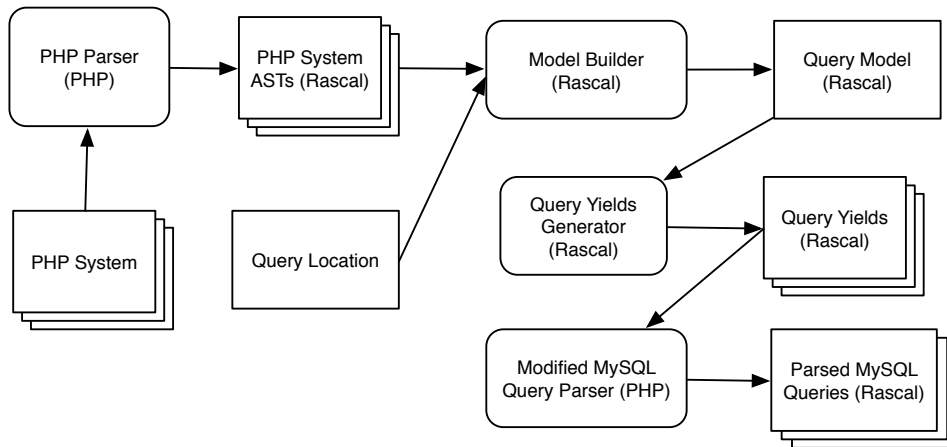 PHP Parser
(PHP)
PHP System
ASTs (Rascal)
Model Builder
(Rascal)
Query Model
(Rascal)
PHP System
Query Location
Query Yields
Generator
(Rascal)
Query Yields
(Rascal)
Modified MySQL
Query Parser (PHP)
Parsed MySQL
Queries (Rascal)